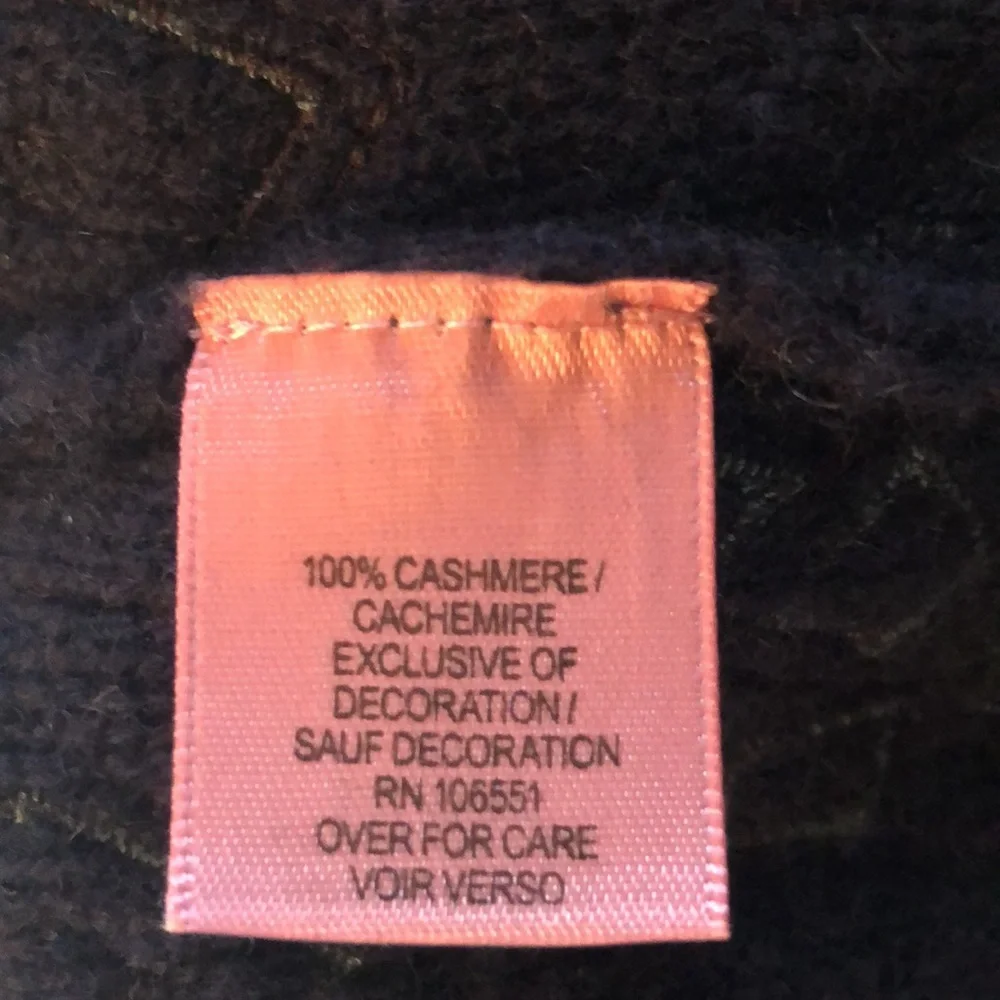 100% CASHMERE /
CACHEMIRE
EXCLUSIVE OF
DECORATION /
SAUF DECORATION
RN 106551
OVER FOR CARE
VOIR VERSO